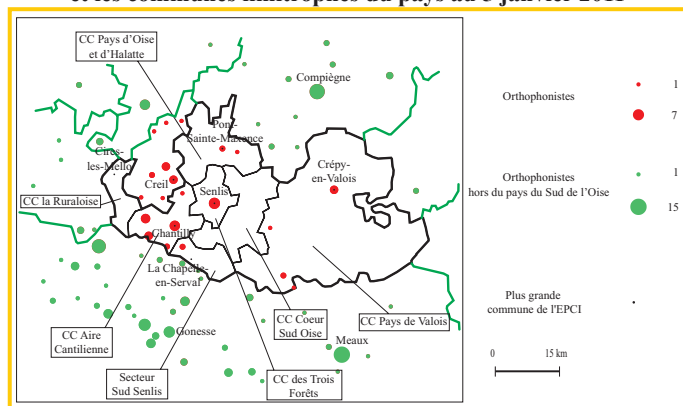 et les communes limitrophes du pays au 3 janvier 2011
CC Pays d'Oise
et d'Halatte
Compiègne
Pont-
Sainte-Maxence
Cires-
les-Mello
Creil
Senlis
Crépy-
en-Valois
CC la Ruraloise
Chantilly
La Chapelle-
en-Serval
CC Aire
Cantilienne
Gonesse
Secteur
Sud Senlis
CC des Trois
Forêts
CC Coeur
Sud Oise
CC Pays de Valois
Meaux
Orthophonistes
1
7
Orthophonistes
hors du pays du Sud de l'Oise
1
15
Plus grande
commune de l'EPCI
0 15 km